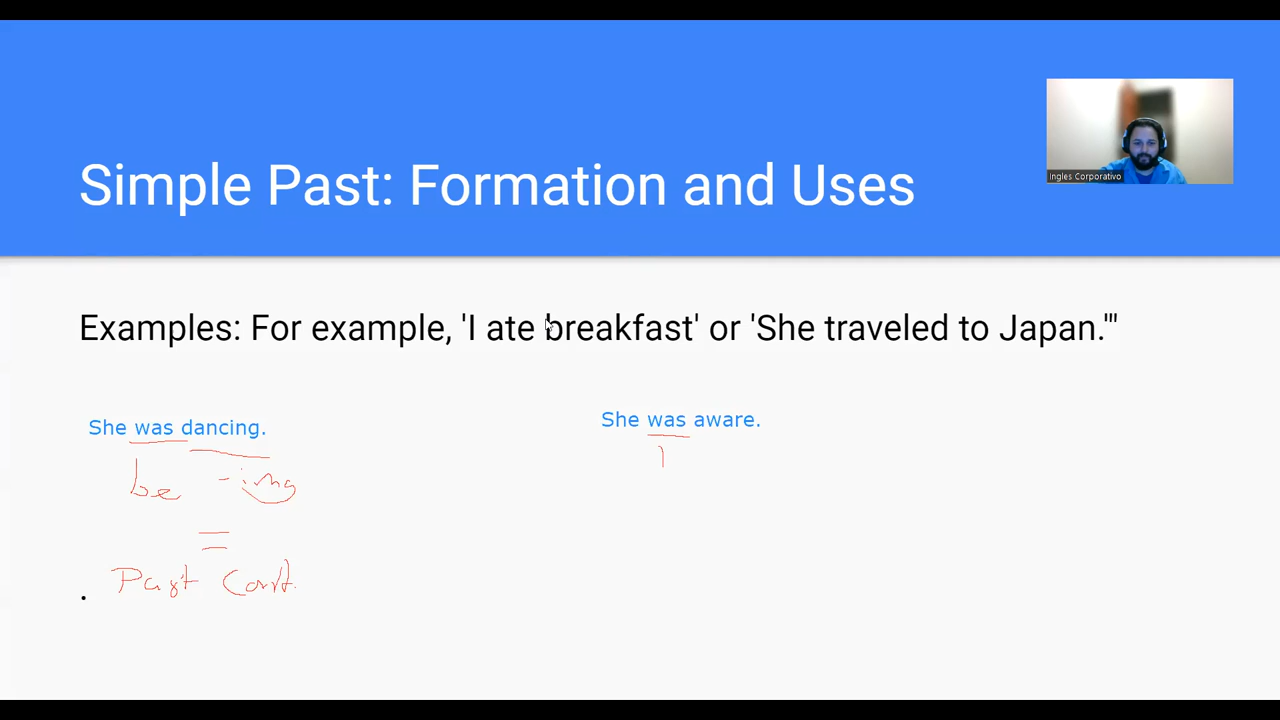 Ingles Corporativo
Simple Past: Formation and Uses
Examples: For example, 'I ate breakfast' or 'She traveled to Japan.'"
She was dancing.
She was aware.
be -ing
=
Past Cont.
.